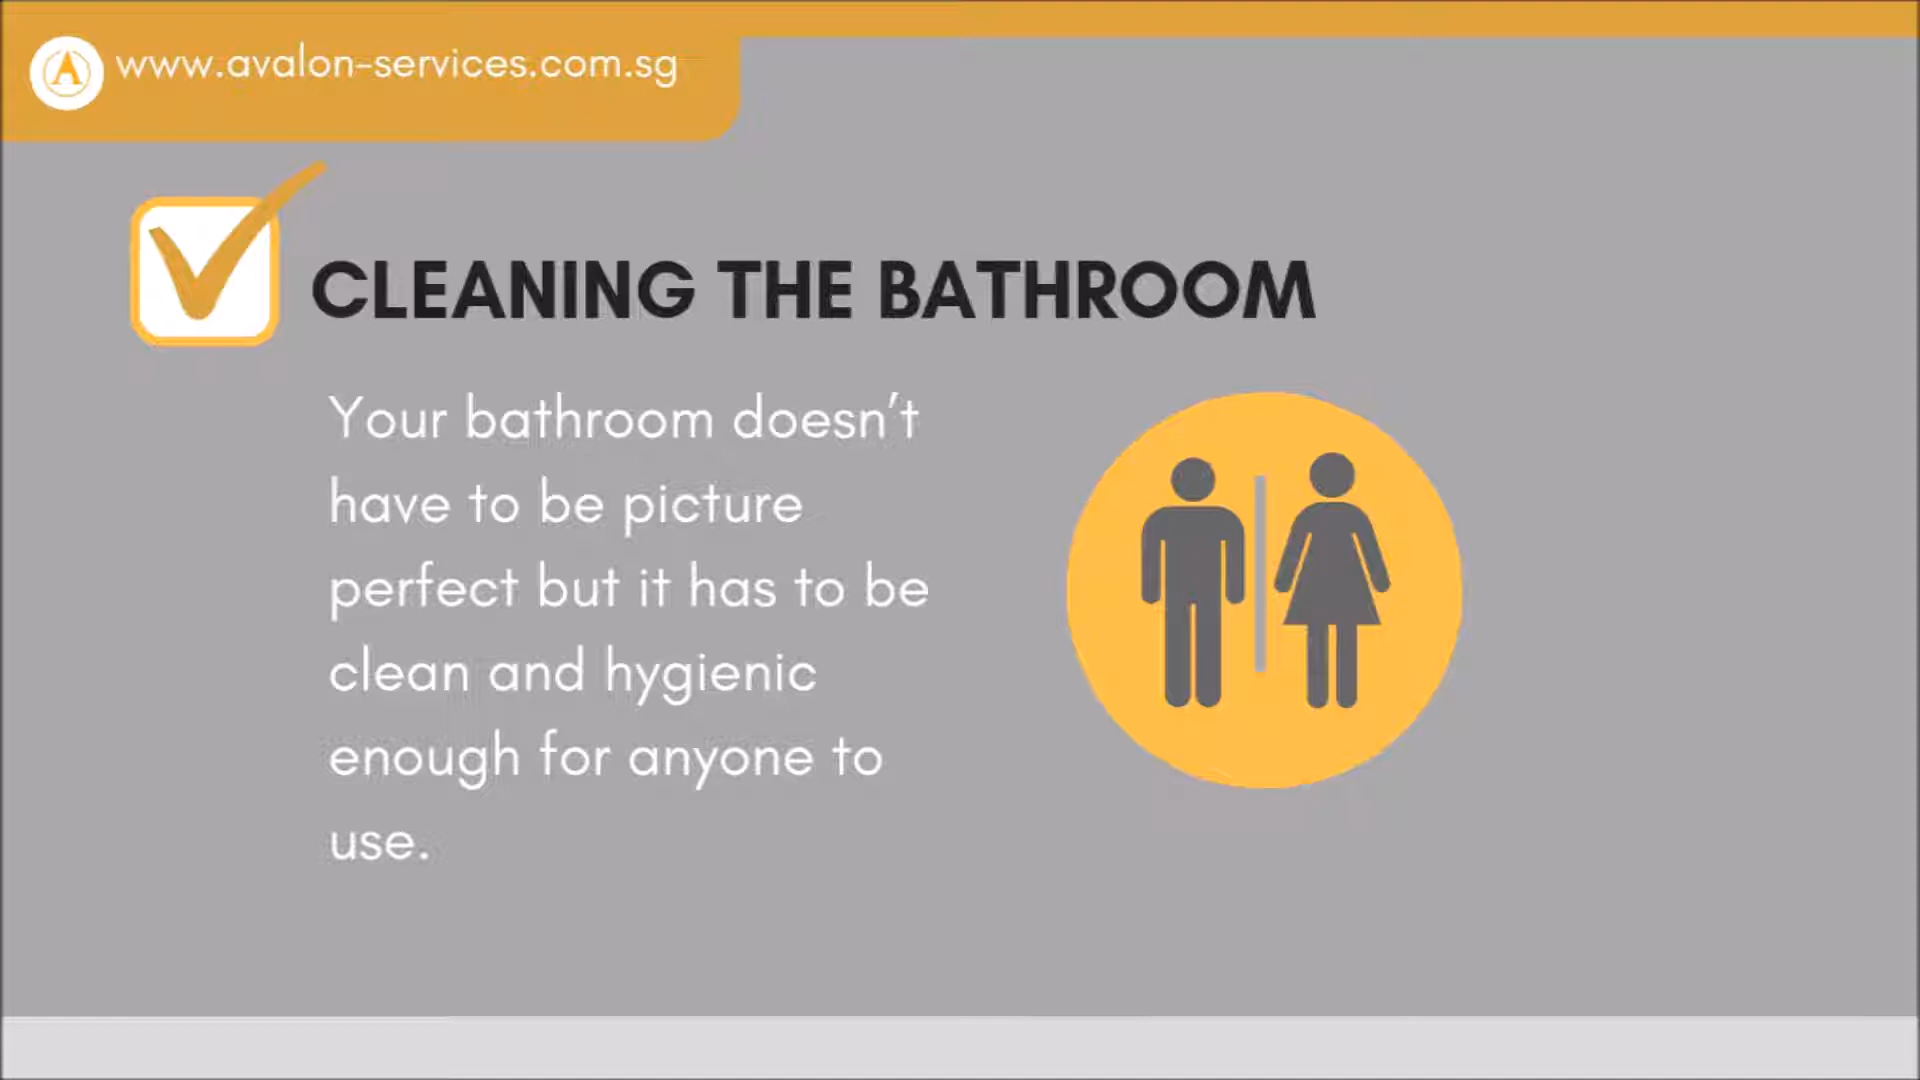 A www.avalon-services.com.sg
CLEANING THE BATHROOM
Your bathroom doesn’t
have to be picture
perfect but it has to be
clean and hygienic
enough for anyone to
use.